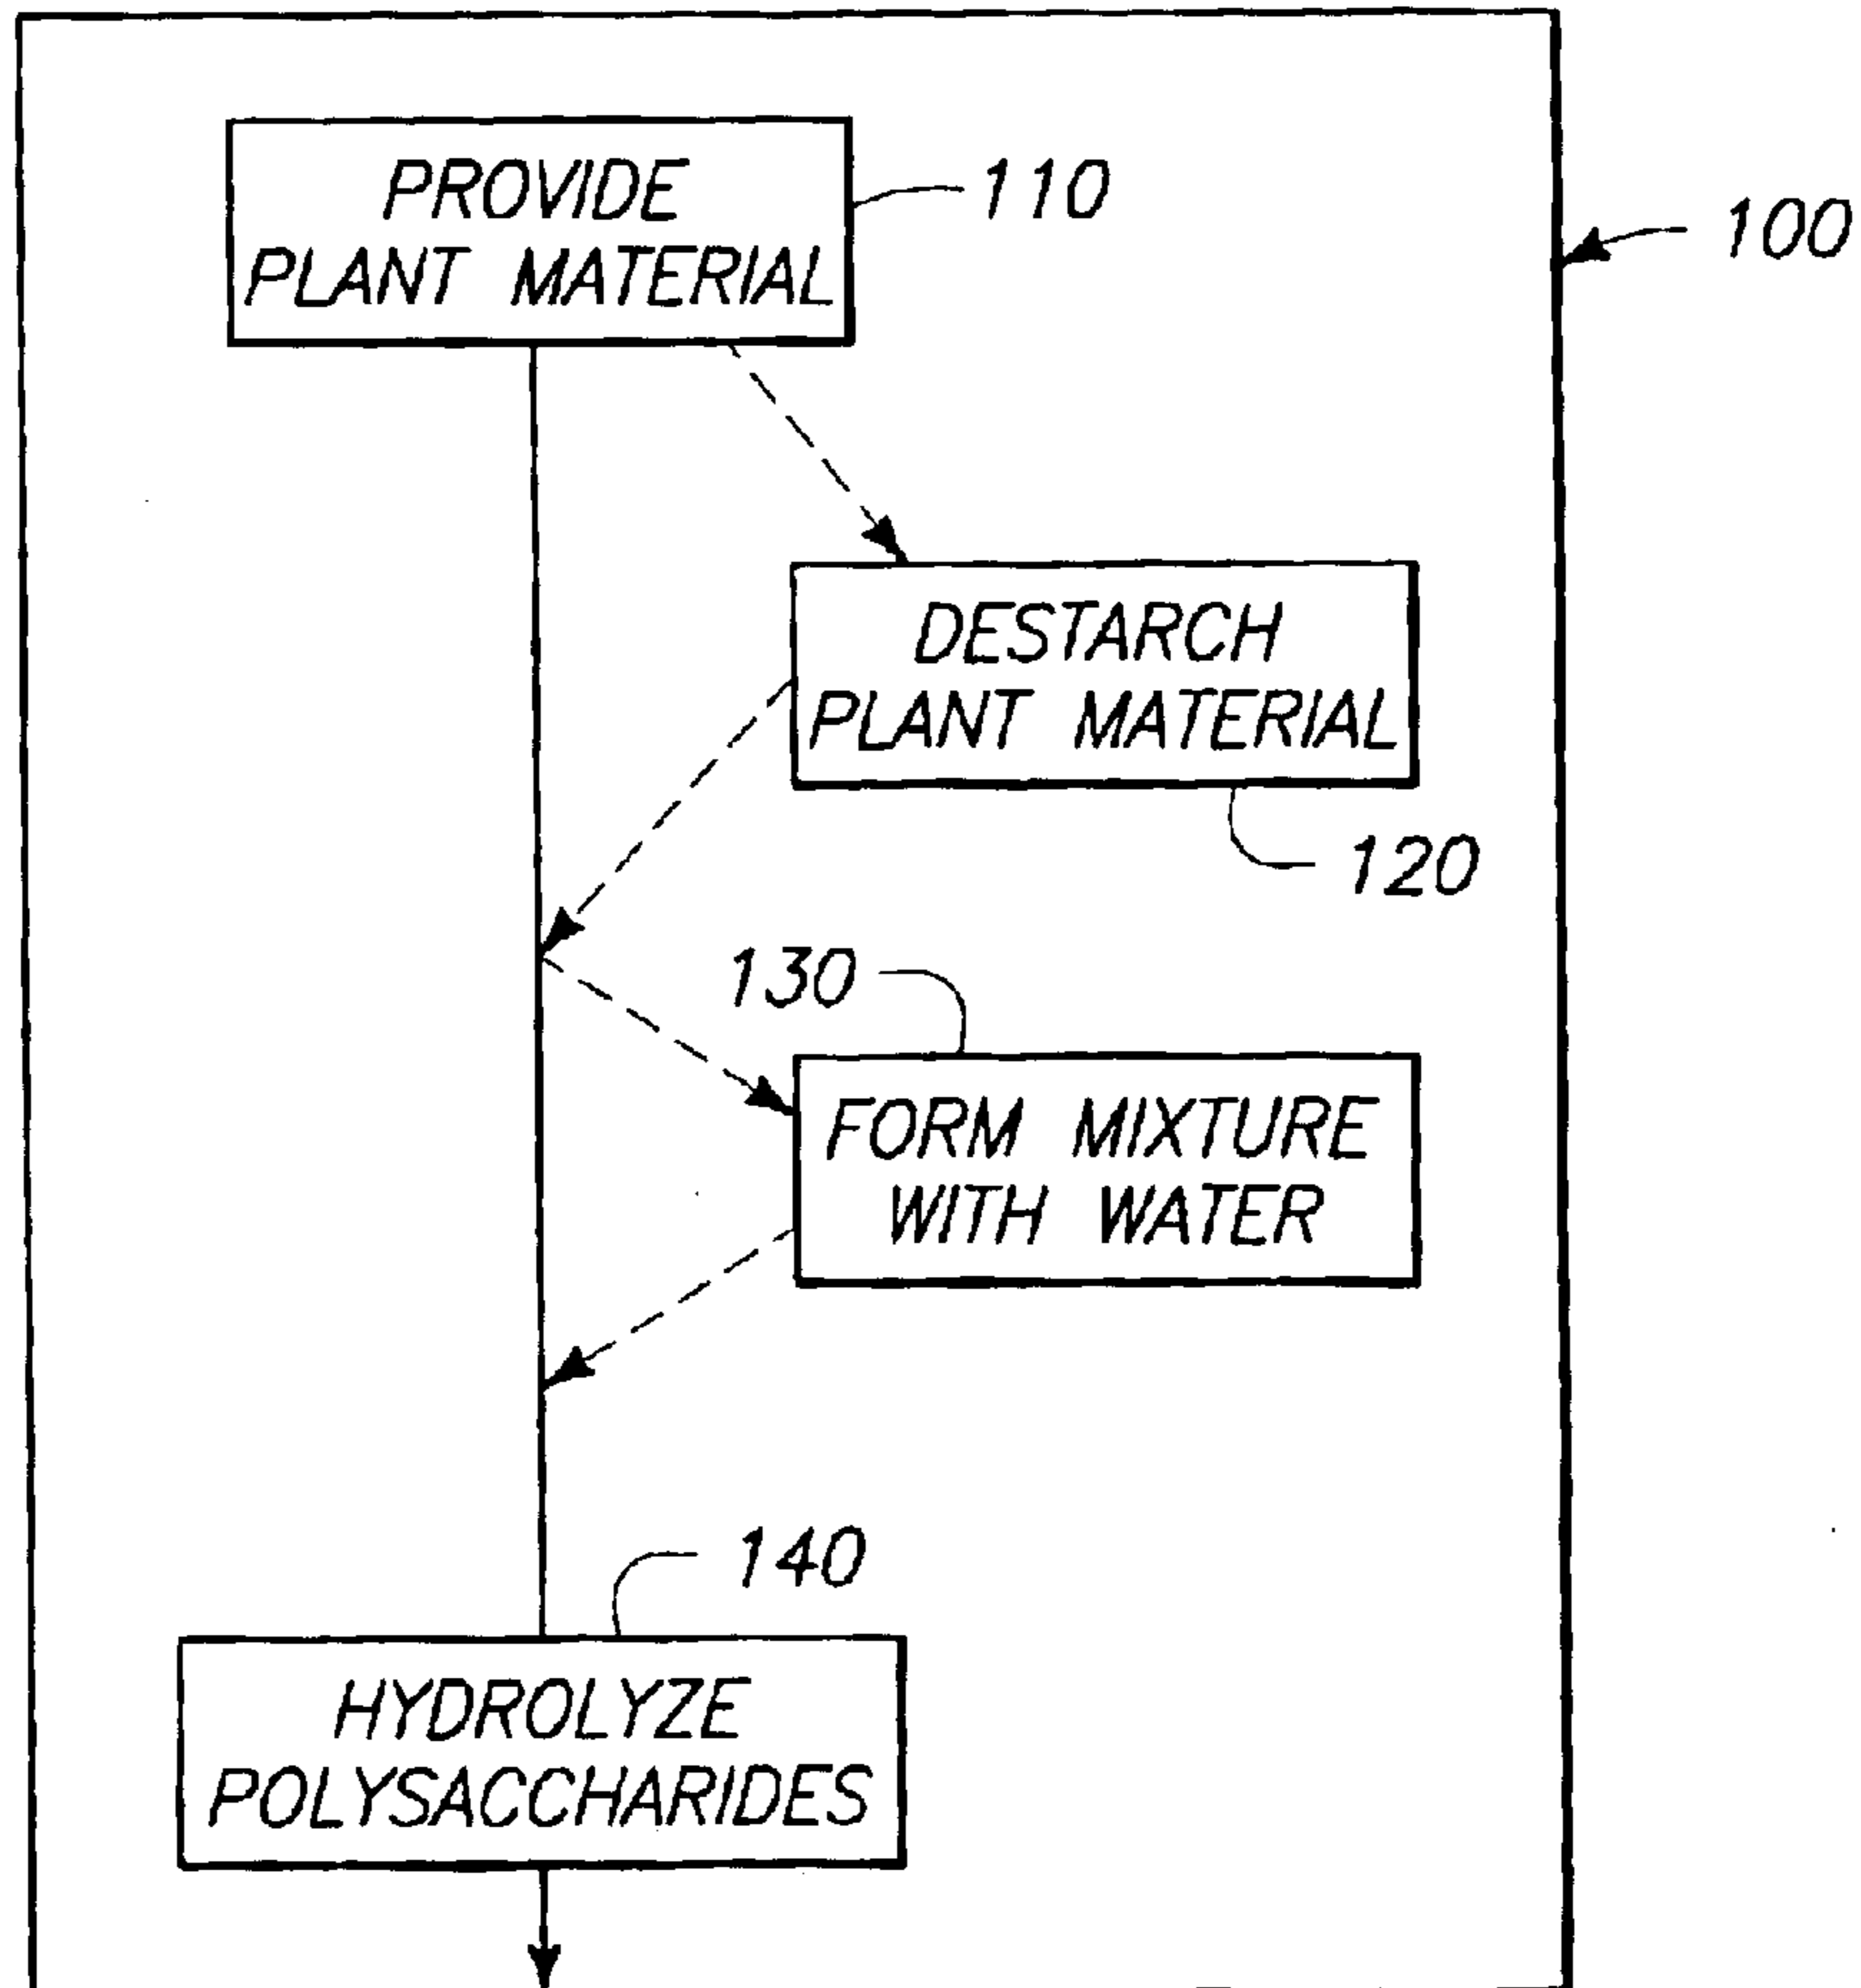 PROVIDE
PLANT MATERIAL
110
100
DESTARCH
PLANT MATERIAL
120
130
FORM MIXTURE
WITH WATER
140
HYDROLYZE
POLYSACCHARIDES